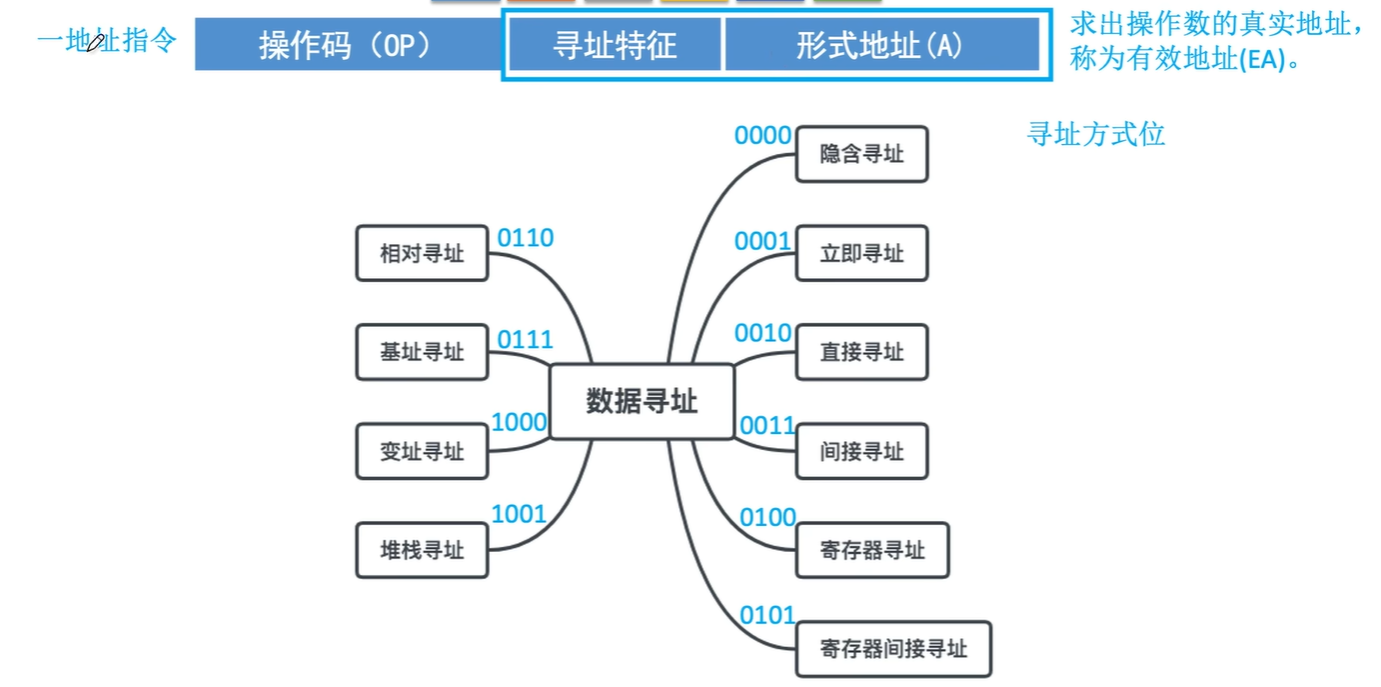 一地址指令
操作码（OP）
寻址特征
形式地址(A)
求出操作数的真实地址，
称为有效地址(EA)。
寻址方式位
0000
隐含寻址
0001
立即寻址
0010
直接寻址
0011
间接寻址
0100
寄存器寻址
0101
寄存器间接寻址
数据寻址
0110
相对寻址
0111
基址寻址
1000
变址寻址
1001
堆栈寻址